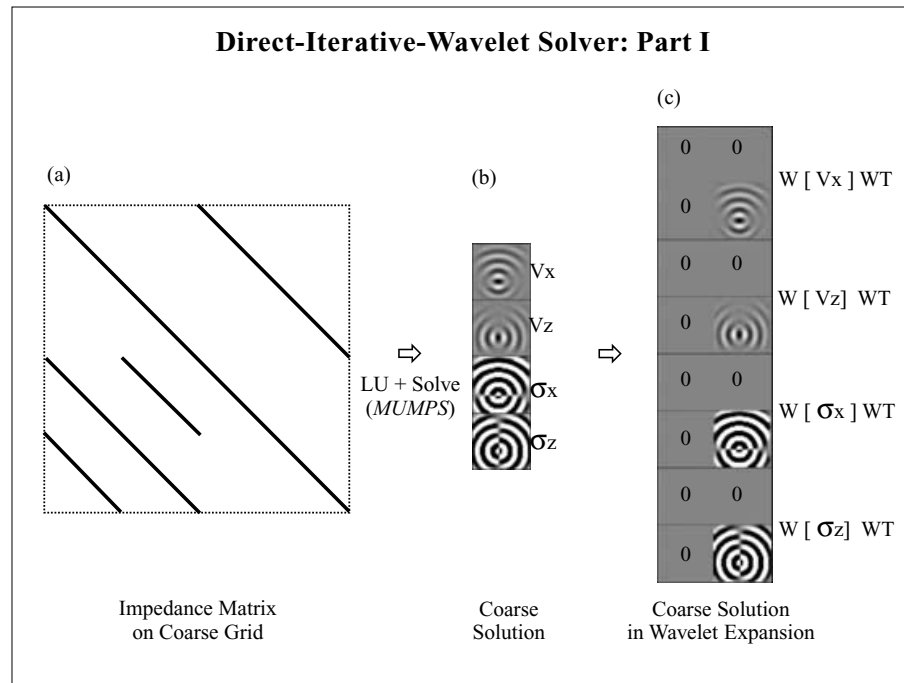 Direct-Iterative-Wavelet Solver: Part I
(a)
LU + Solve
(MUMPS)
Impedance Matrix
on Coarse Grid
(b)
Vx
Vz
σx
σz
Coarse
Solution
(c)
0 0
W [ Vx ] WT
0
0 0
W [ Vz] WT
0
0 0
W [ σx ] WT
0
0 0
W [ σz] WT
0
Coarse Solution
in Wavelet Expansion